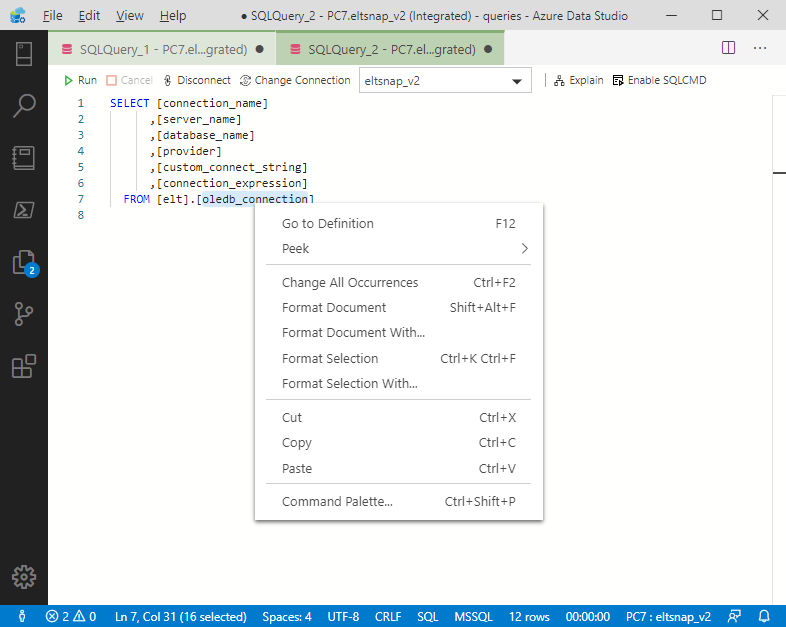 File Edit View Help ● SQLQuery_2 - PC7.eltsnap_v2 (Integrated) - queries - Azure Data Studio
SQLQuery_1 - PC7.el...grated) ● SQLQuery_2 - PC7.el...grated) ●
Run Cancel Disconnect Change Connection eltsnap_v2 Explain Enable SQLCMD
1 SELECT [connection_name]
2 ,[server_name]
3 ,[database_name]
4 ,[provider]
5 ,[custom_connect_string]
6 ,[connection_expression]
7 FROM [elt].[oledb_connection]
8
Go to Definition F12
Peek
Change All Occurrences Ctrl+F2
Format Document Shift+Alt+F
Format Document With...
Format Selection Ctrl+K Ctrl+F
Format Selection With...
Cut Ctrl+X
Copy Ctrl+C
Paste Ctrl+V
Command Palette... Ctrl+Shift+P
2
2 0 Ln 7, Col 31 (16 selected) Spaces: 4 UTF-8 CRLF SQL MSSQL 12 rows 00:00:00 PC7 : eltsnap_v2